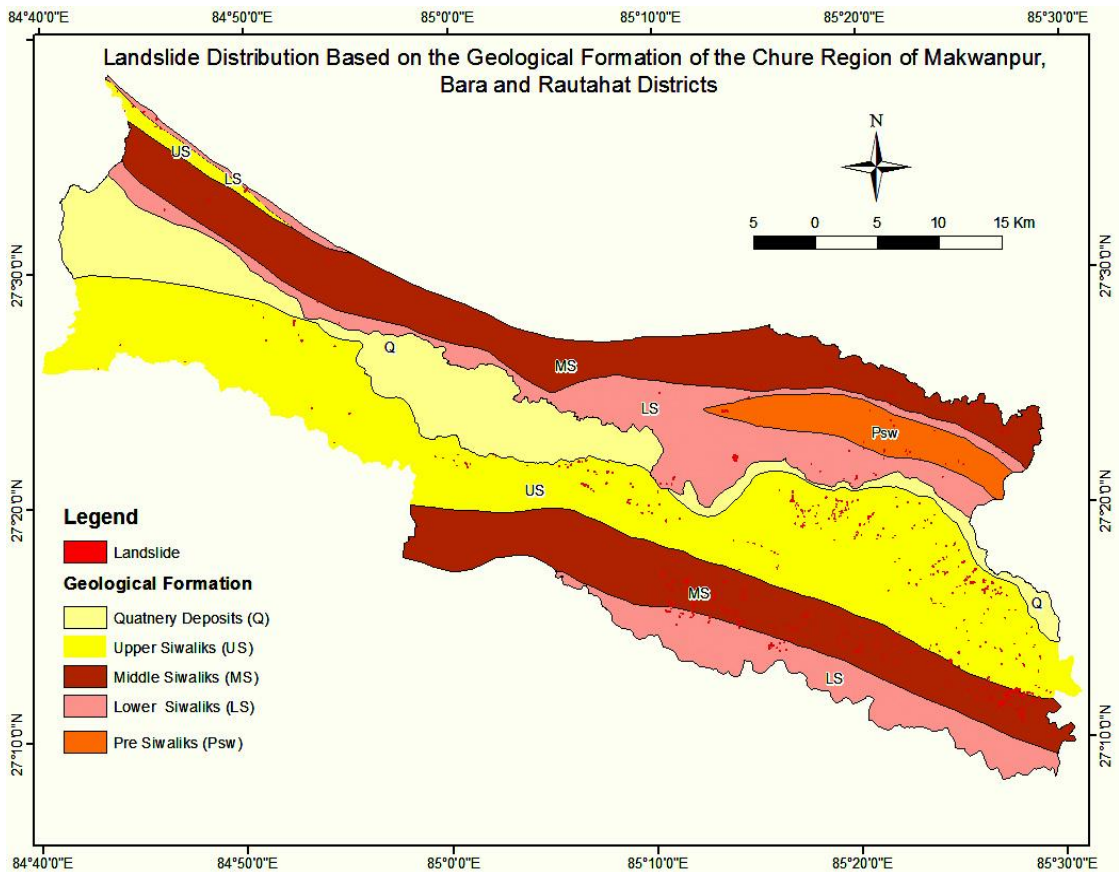 84°40'0"E 84°50'0"E 85°0'0"E 85°10'0"E 85°20'0"E 85°30'0"E
Landslide Distribution Based on the Geological Formation of the Chure Region of Makwanpur,
Bara and Rautahat Districts
N
US
LS
5 0 5 10 15 Km
27°30'0"N 27°30'0"N
Q
MS
LS
Psw
US
27°20'0"N 27°20'0"N
Legend
Landslide
Geological Formation
Quatnery Deposits (Q)
Upper Siwaliks (US)
Middle Siwaliks (MS)
Lower Siwaliks (LS)
Pre Siwaliks (Psw)
MS
Q
LS
27°10'0"N 27°10'0"N
84°40'0"E 84°50'0"E 85°0'0"E 85°10'0"E 85°20'0"E 85°30'0"E